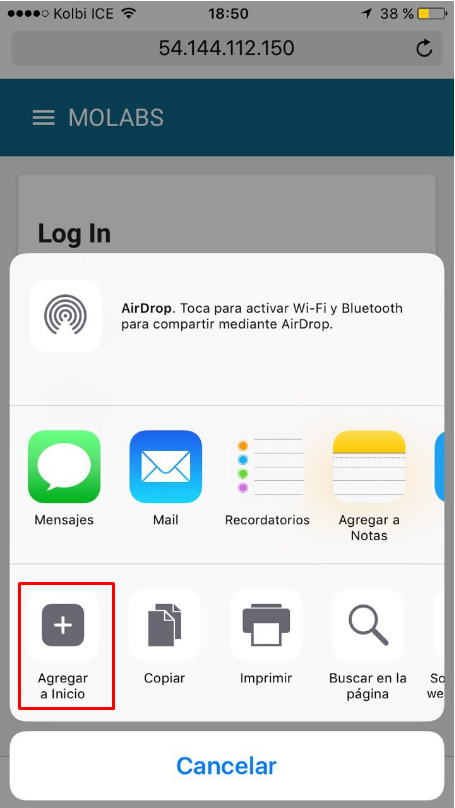 Kolbi ICE 18:50 38 %
54.144.112.150
MOLABS
Log In
AirDrop. Toca para activar Wi-Fi y Bluetooth
para compartir mediante AirDrop.
Mensajes
Mail
Recordatorios
Agregar a
Notas
Agregar
a Inicio
Copiar
Imprimir
Buscar en la
página
So
we
Cancelar